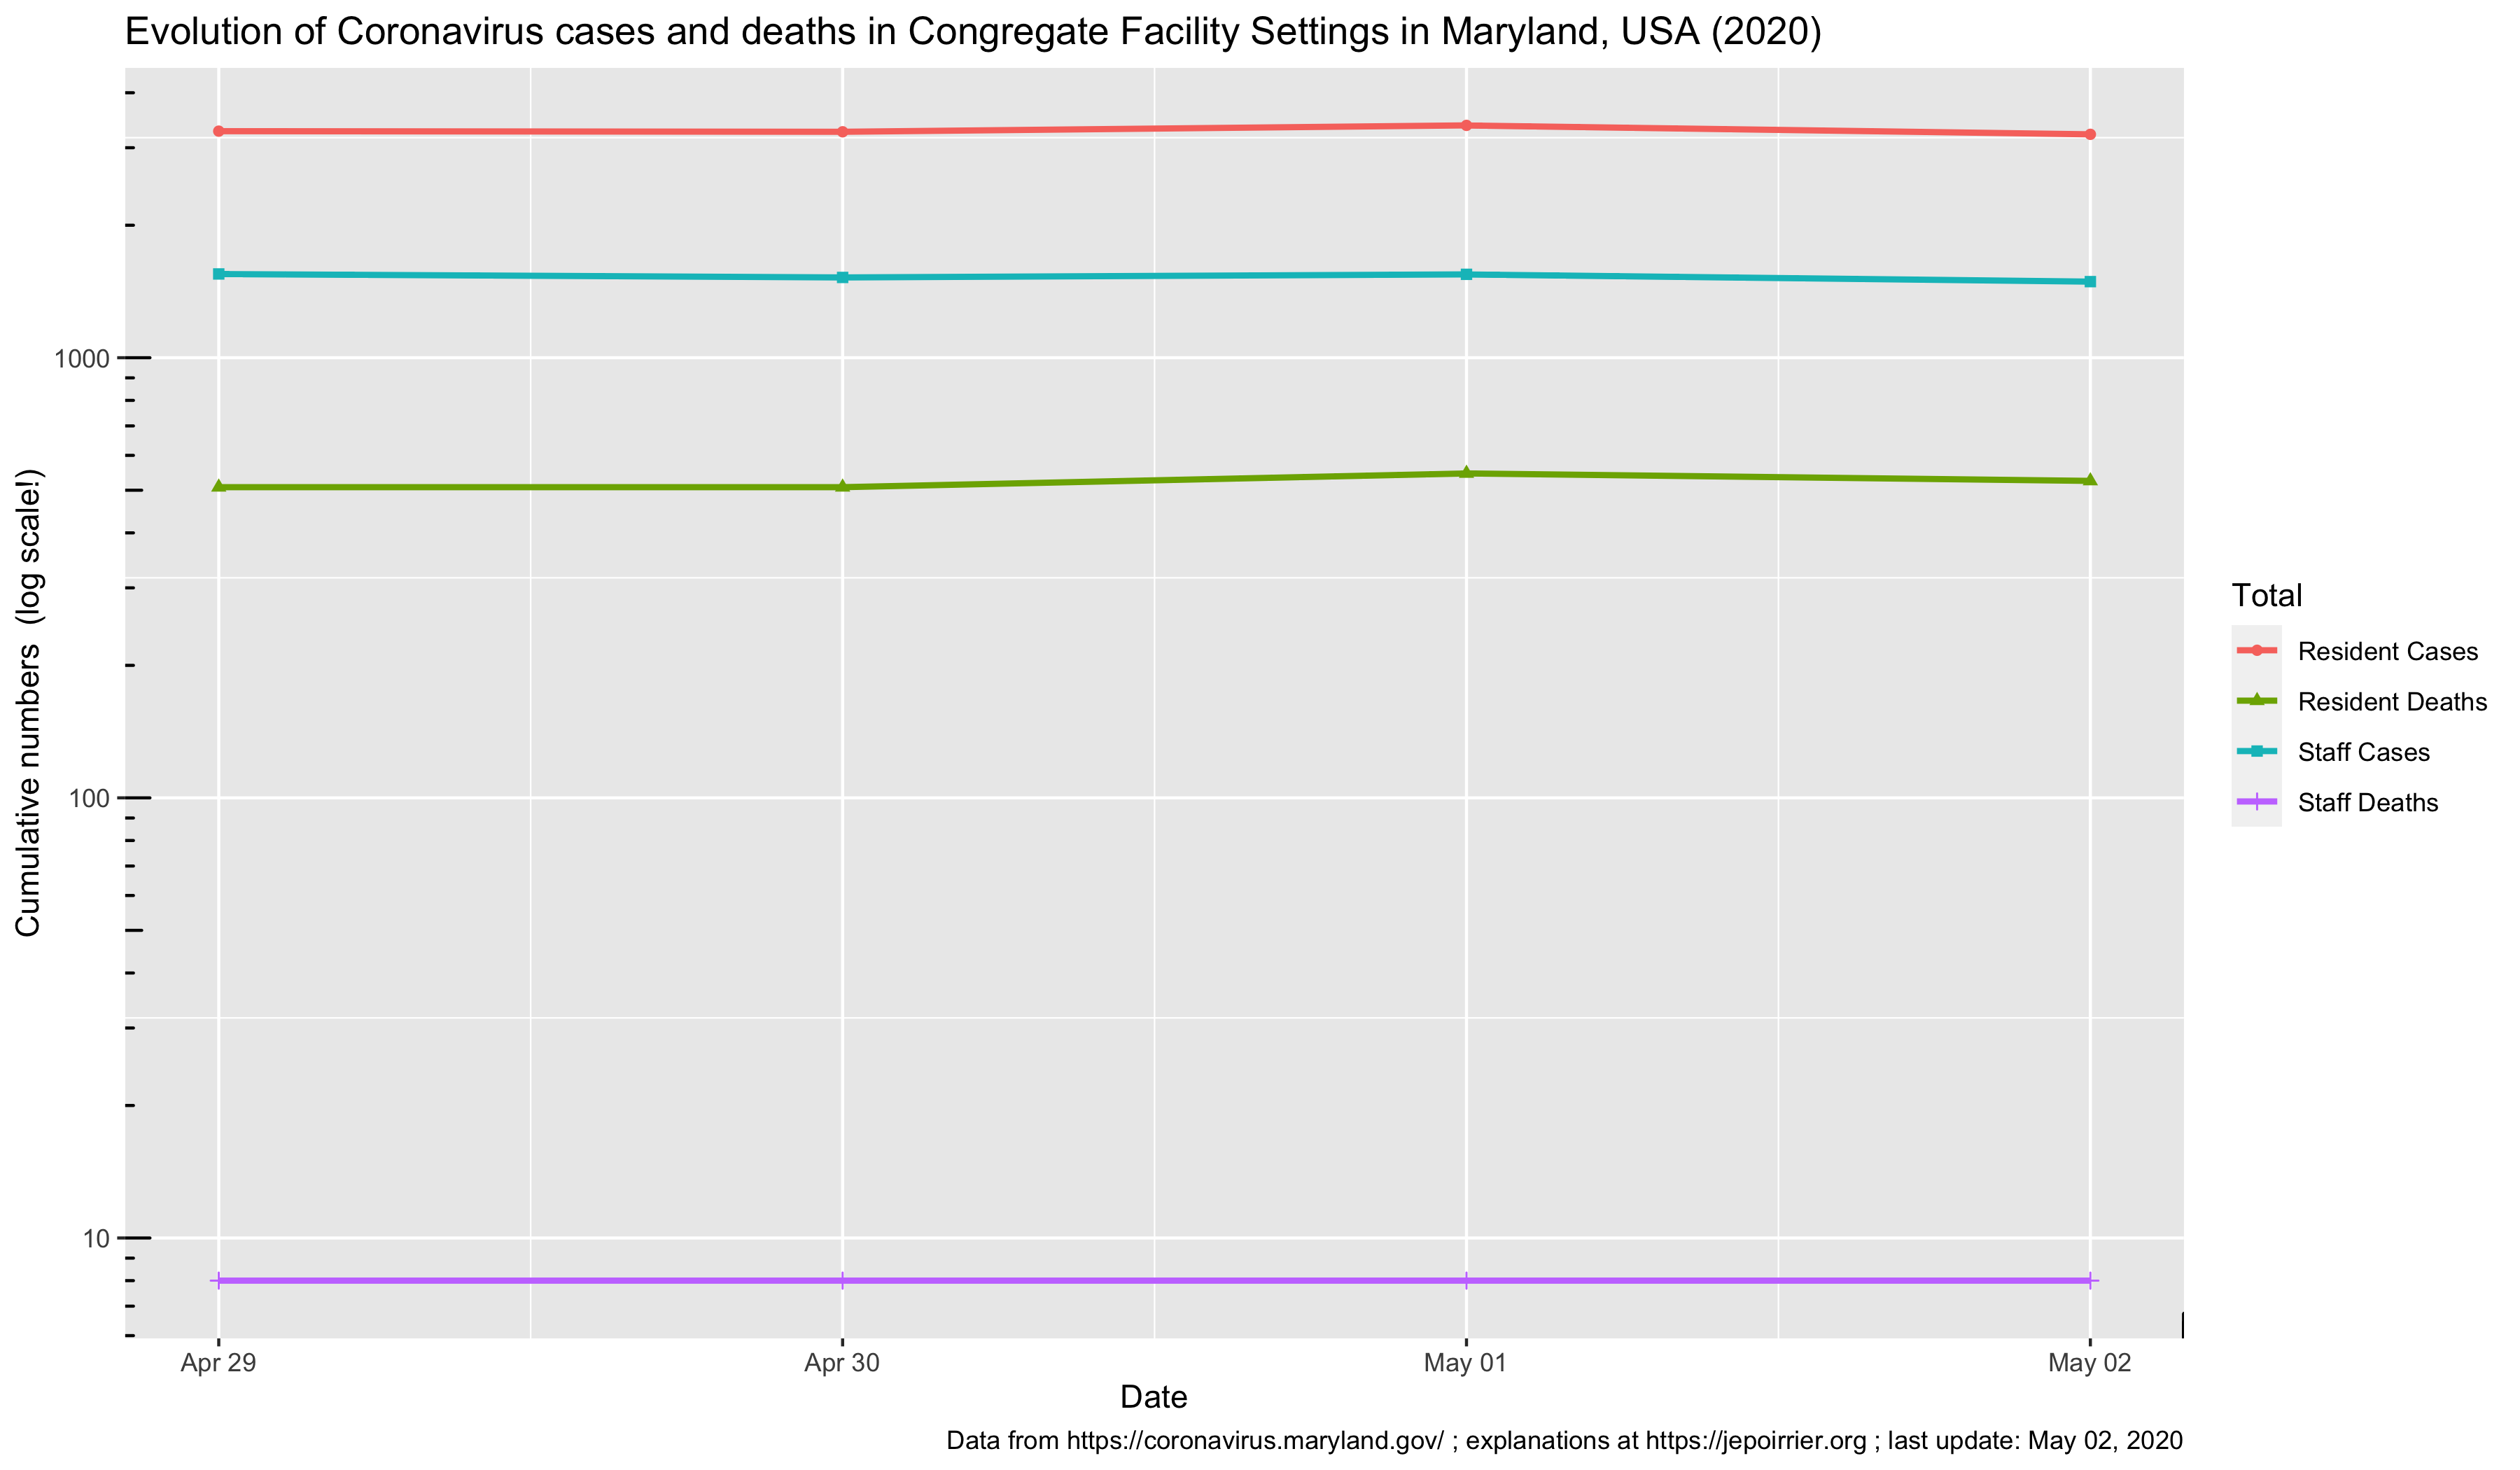 Evolution of Coronavirus cases and deaths in Congregate Facility Settings in Maryland, USA (2020)
Cumulative numbers  (log scale!)
1000
100
10
Apr 29
Apr 30
May 01
May 02
Date
Total
Resident Cases
Resident Deaths
Staff Cases
Staff Deaths
Data from https://coronavirus.maryland.gov/ ; explanations at https://jepoirrier.org ; last update: May 02, 2020